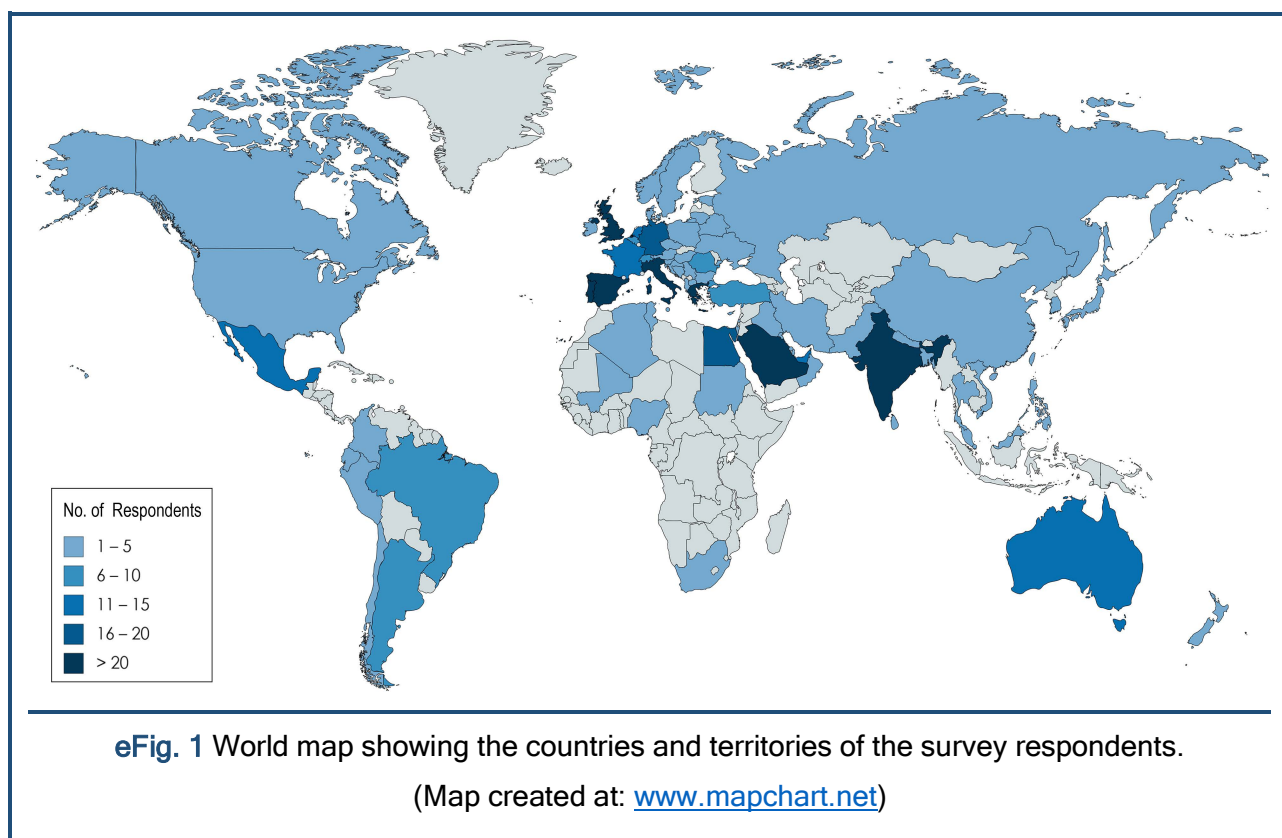 No. of Respondents
1 – 5
6 – 10
11 – 15
16 – 20
> 20
eFig. 1 World map showing the countries and territories of the survey respondents.
(Map created at: www.mapchart.net)